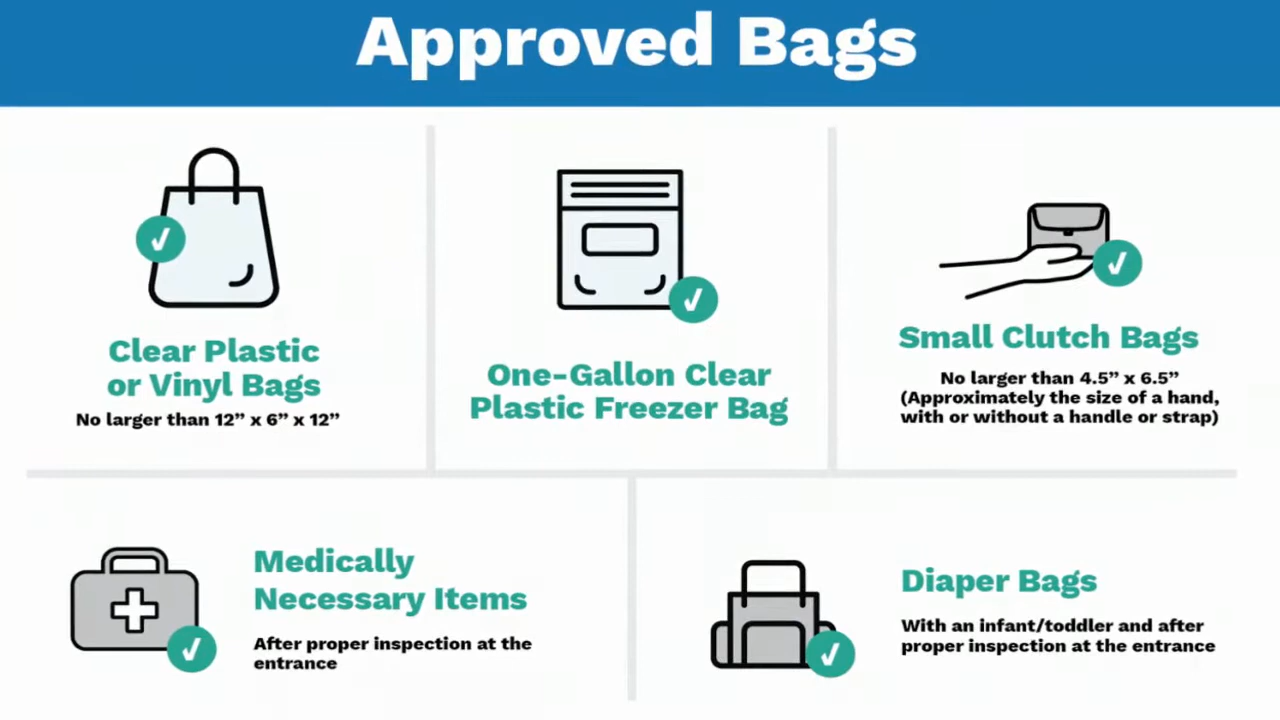 Approved Bags
Clear Plastic
or Vinyl Bags
No larger than 12” x 6” x 12”
One-Gallon Clear
Plastic Freezer Bag
Small Clutch Bags
No larger than 4.5” x 6.5”
(Approximately the size of a hand,
with or without a handle or strap)
Medically
Necessary Items
After proper inspection at the
entrance
Diaper Bags
With an infant/toddler and after
proper inspection at the entrance